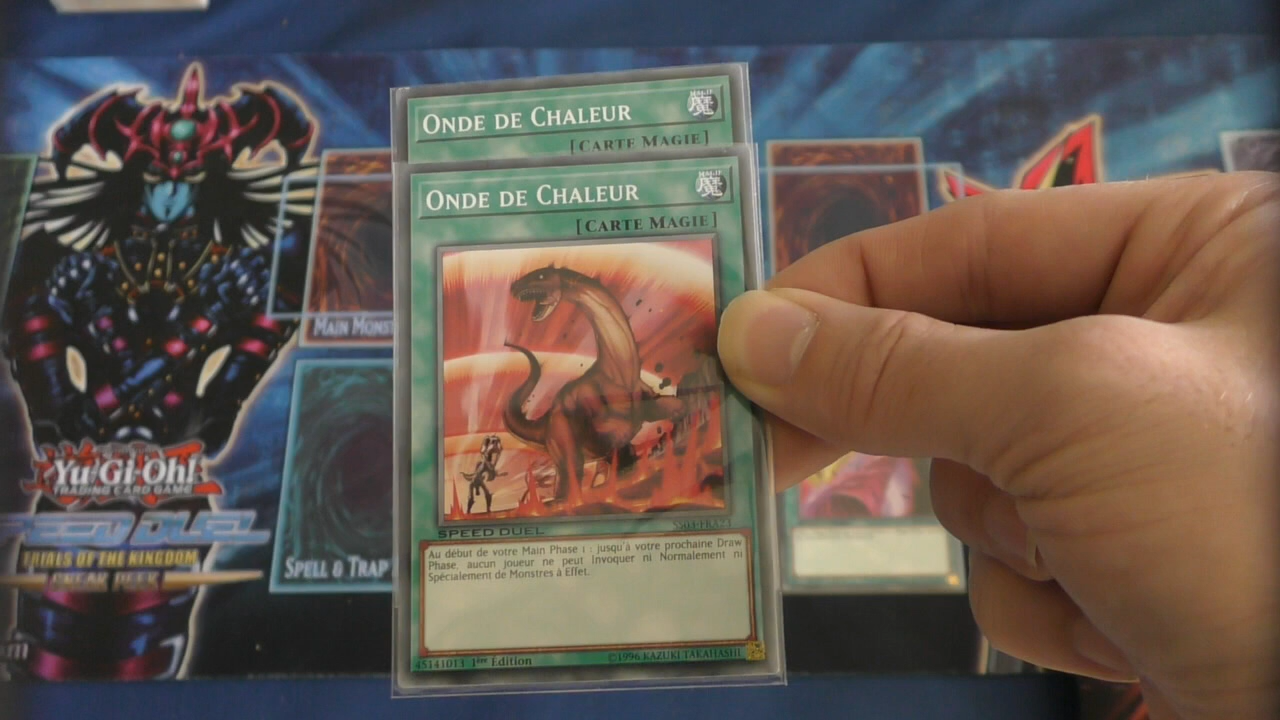 ONDE DE CHALEUR
[CARTE MAGIE]
ONDE DE CHALEUR
魔
[CARTE MAGIE]
SPEED DUEL
Au début de votre Main Phase 1 : jusqu'à votre prochaine Draw
Phase, aucun joueur ne peut Invoquer ni Normalement ni
Spécialement de Monstres à Effet.
45141013 1ère Édition
©1996 KAZUKI TAKAHASHI
MAIN MONST
SPELL & TRAP
Yu-Gi-Oh!
TRADING CARD GAME
SPEED DUEL
TRIALS OF THE KINGDOM
SNEAK PEEK